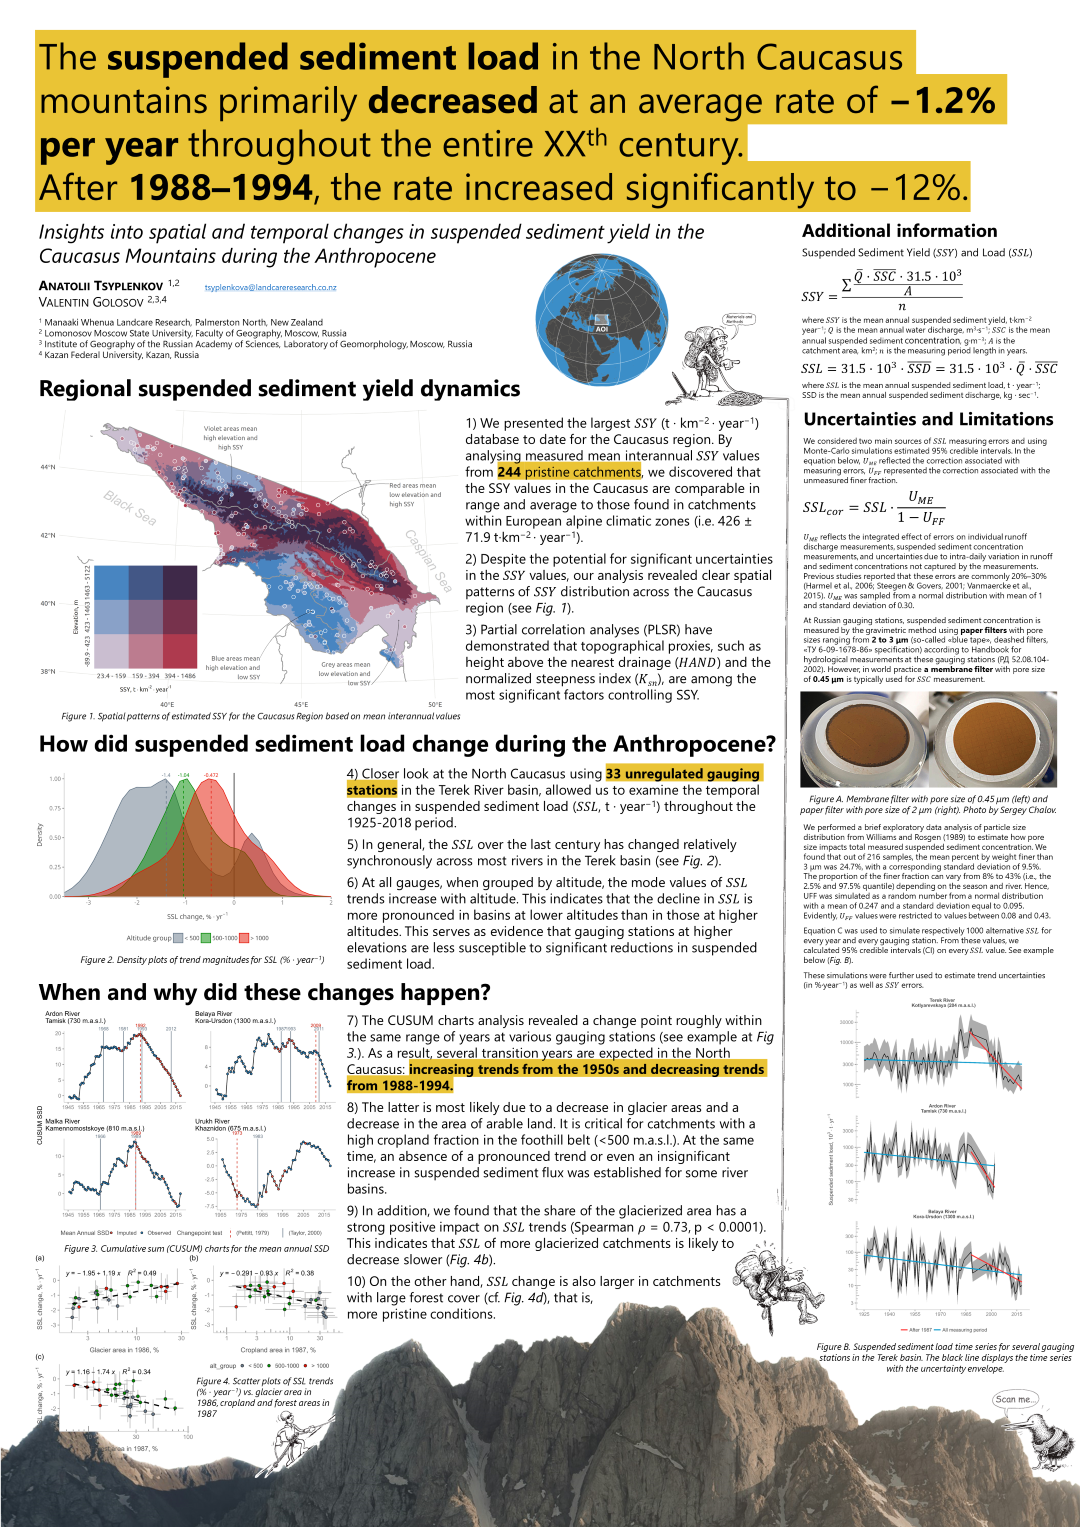 The suspended sediment load in the North Caucasus
mountains primarily decreased at an average rate of −1.2%
per year throughout the entire XXth century.
After 1988–1994, the rate increased significantly to −12%.
Insights into spatial and temporal changes in suspended sediment yield in the
Caucasus Mountains during the Anthropocene
ANATOLII TSYPLENKOV 1,2 tsyplenkova@landcareresearch.co.nz
VALENTIN GOLOSOV 2,3,4
1 Manaaki Whenua Landcare Research, Palmerston North, New Zealand
2 Lomonosov Moscow State University, Faculty of Geography, Moscow, Russia
3 Institute of Geography of the Russian Academy of Sciences, Laboratory of Geomorphology, Moscow, Russia
4 Kazan Federal University, Kazan, Russia
AOI
Materials and
Methods
Regional suspended sediment yield dynamics
Violet areas mean
high elevation and
high SSY
Red areas mean
low elevation and
high SSY
Blue areas mean
high elevation and
low SSY
Grey areas mean
low elevation and
low SSY
Black Sea
Caspian Sea
44°N
42°N
40°N
38°N
40°E 45°E 50°E
Elevation, m
-89.9 - 423 423 - 1463 1463 - 5122
23.4 - 159 159 - 394 394 - 1486
SSY, t · km⁻² · year⁻¹
Figure 1. Spatial patterns of estimated SSY for the Caucasus Region based on mean interannual values
1) We presented the largest SSY (t · km⁻² · year⁻¹)
database to date for the Caucasus region. By
analysing measured mean interannual SSY values
from 244 pristine catchments, we discovered that
the SSY values in the Caucasus are comparable in
range and average to those found in catchments
within European alpine climatic zones (i.e. 426 ±
71.9 t·km⁻² · year⁻¹).
2) Despite the potential for significant uncertainties
in the SSY values, our analysis revealed clear spatial
patterns of SSY distribution across the Caucasus
region (see Fig. 1).
3) Partial correlation analyses (PLSR) have
demonstrated that topographical proxies, such as
height above the nearest drainage (HAND) and the
normalized steepness index (Ksn), are among the
most significant factors controlling SSY.
How did suspended sediment load change during the Anthropocene?
-1.4 -1.04 -0.472
1.00
0.75
0.50
0.25
0.00
Density
-3 -2 -1 0 1 2
SSL change, % · yr⁻¹
Altitude group < 500 500-1000 > 1000
Figure 2. Density plots of trend magnitudes for SSL (% · year⁻¹)
4) Closer look at the North Caucasus using 33 unregulated gauging
stations in the Terek River basin, allowed us to examine the temporal
changes in suspended sediment load (SSL, t · year⁻¹) throughout the
1925-2018 period.
5) In general, the SSL over the last century has changed relatively
synchronously across most rivers in the Terek basin (see Fig. 2).
6) At all gauges, when grouped by altitude, the mode values of SSL
trends increase with altitude. This indicates that the decline in SSL is
more pronounced in basins at lower altitudes than in those at higher
altitudes. This serves as evidence that gauging stations at higher
elevations are less susceptible to significant reductions in suspended
sediment load.
When and why did these changes happen?
Ardon River
Tamisk (730 m.a.s.l.)
Belaya River
Kora-Ursdon (1300 m.a.s.l.)
Malka River
Kamennomostskoye (810 m.a.s.l.)
Urukh River
Khaznidon (675 m.a.s.l.)
CUSUM SSD
1945 1955 1965 1975 1985 1995 2005 2015
Mean Annual SSD Imputed Observed Changepoint test (Pettitt, 1979) (Taylor, 2000)
Figure 3. Cumulative sum (CUSUM) charts for the mean annual SSD
7) The CUSUM charts analysis revealed a change point roughly within
the same range of years at various gauging stations (see example at Fig
3.). As a result, several transition years are expected in the North
Caucasus: increasing trends from the 1950s and decreasing trends
from 1988-1994.
8) The latter is most likely due to a decrease in glacier areas and a
decrease in the area of arable land. It is critical for catchments with a
high cropland fraction in the foothill belt (<500 m.a.s.l.). At the same
time, an absence of a pronounced trend or even an insignificant
increase in suspended sediment flux was established for some river
basins.
9) In addition, we found that the share of the glacierized area has a
strong positive impact on SSL trends (Spearman ρ = 0.73, p < 0.0001).
This indicates that SSL of more glacierized catchments is likely to
decrease slower (Fig. 4b).
10) On the other hand, SSL change is also larger in catchments
with large forest cover (cf. Fig. 4d), that is,
more pristine conditions.
(a)
y = − 1.95 + 1.19 x R² = 0.49
SSL change, % · yr⁻¹
3 10 30
Glacier area in 1986, %
(b)
y = − 0.291 − 0.93 x R² = 0.38
SSL change, % · yr⁻¹
1 3 10 30
Cropland area in 1987, %
(c)
y = 1.16 − 1.74 x R² = 0.34
SSL change, % · yr⁻¹
30 100
area in 1987, %
alt_group < 500 500-1000 > 1000
Figure 4. Scatter plots of SSL trends
(% · year⁻¹) vs. glacier area in
1986, cropland and forest areas in
1987
Additional information
Suspended Sediment Yield (SSY) and Load (SSL)
SSY = (∑ (Q̄ · SSC · 31.5 · 10³ / A)) / n
where SSY is the mean annual suspended sediment yield, t·km⁻²
year⁻¹; Q is the mean annual water discharge, m³·s⁻¹; SSC is the mean
annual suspended sediment concentration, g·m⁻³; A is the
catchment area, km²; n is the measuring period length in years.
SSL = 31.5 · 10³ · SSD = 31.5 · 10³ · Q̄ · SSC
where SSL is the mean annual suspended sediment load, t · year⁻¹;
SSD is the mean annual suspended sediment discharge, kg · sec⁻¹.
Uncertainties and Limitations
We considered two main sources of SSL measuring errors and using
Monte-Carlo simulations estimated 95% credible intervals. In the
equation below, U_ME reflected the correction associated with
measuring errors, U_FF represented the correction associated with the
unmeasured finer fraction.
SSLcor = SSL · U_ME / (1 − U_FF)
U_ME reflects the integrated effect of errors on individual runoff
discharge measurements, suspended sediment concentration
measurements, and uncertainties due to intra-daily variation in runoff
and sediment concentrations not captured by the measurements.
Previous studies reported that these errors are commonly 20%–30%
(Harmel et al., 2006; Steegen & Govers, 2001; Vanmaercke et al.,
2015). U_ME was sampled from a normal distribution with mean of 1
and standard deviation of 0.30.
At Russian gauging stations, suspended sediment concentration is
measured by the gravimetric method using paper filters with pore
sizes ranging from 2 to 3 μm (so-called «blue tape», deashed filters,
«TY 6-09-1678-86» specification) according to Handbook for
hydrological measurements at these gauging stations (РД 52.08.104-
2002). However, in world practice a membrane filter with pore size
of 0.45 μm is typically used for SSC measurement.
Figure A. Membrane filter with pore size of 0.45 μm (left) and
paper filter with pore size of 2 μm (right). Photo by Sergey Chalov.
We performed a brief exploratory data analysis of particle size
distribution from Williams and Rosgen (1989) to estimate how pore
size impacts total measured suspended sediment concentration. We
found that out of 216 samples, the mean percent by weight finer than
3 μm was 24.7%, with a corresponding standard deviation of 9.5%.
The proportion of the finer fraction can vary from 8% to 43% (i.e., the
2.5% and 97.5% quantile) depending on the season and river. Hence,
UFF was simulated as a random number from a normal distribution
with a mean of 0.247 and a standard deviation equal to 0.095.
Evidently, U_FF values were restricted to values between 0.08 and 0.43.
Equation C was used to simulate respectively 1000 alternative SSL for
every year and every gauging station. From these values, we
calculated 95% credible intervals (CI) on every SSL value. See example
below (Fig. B).
These simulations were further used to estimate trend uncertainties
(in %·year⁻¹) as well as SSY errors.
Terek River
Kotlyarevskaya (284 m.a.s.l.)
Ardon River
Tamisk (730 m.a.s.l.)
Belaya River
Kora-Ursdon (1300 m.a.s.l.)
Suspended sediment load, 10³ · t · yr⁻¹
1925 1940 1955 1970 1985 2000 2015
After 1987 All measuring period
Figure B. Suspended sediment load time series for several gauging
stations in the Terek basin. The black line displays the time series
with the uncertainty envelope.
Scan me...